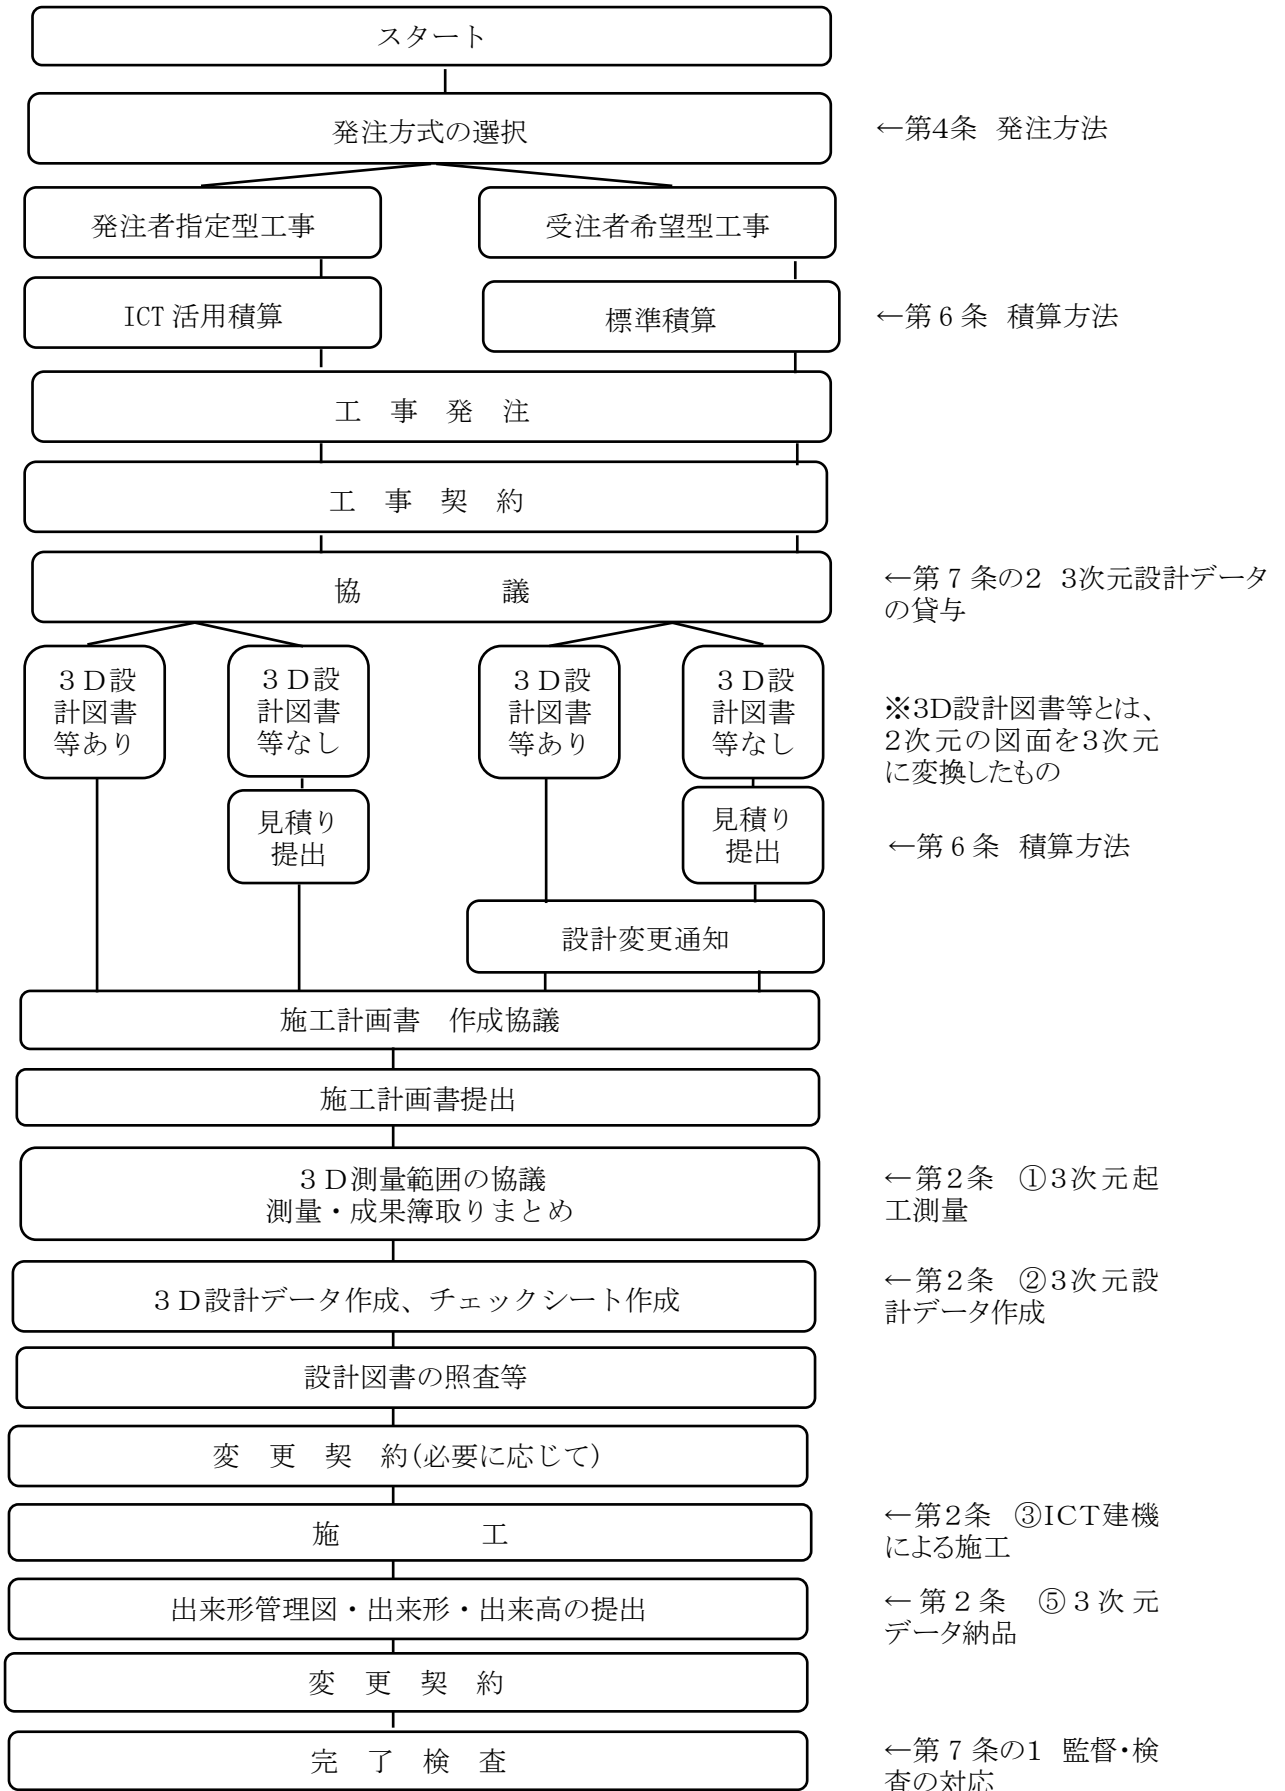 スタート
発注方式の選択
←第4条 発注方法
発注者指定型工事
受注者希望型工事
ICT 活用積算
標準積算
←第6条 積算方法
工 事 発 注
工 事 契 約
協 議
←第7条の2 3次元設計データ
の貸与
3D設
計図書
等あり
3D設
計図書
等なし
3D設
計図書
等あり
3D設
計図書
等なし
※3D設計図書等とは、
2次元の図面を3次元
に変換したもの
見積り
提出
見積り
提出
←第6条 積算方法
設計変更通知
施工計画書 作成協議
施工計画書提出
3D測量範囲の協議
測量・成果簿取りまとめ
←第2条 ①3次元起
工測量
3D設計データ作成、チェックシート作成
←第2条 ②3次元設
計データ作成
設計図書の照査等
変 更 契 約(必要に応じて)
施 工
←第2条 ③ICT建機
による施工
出来形管理図・出来形・出来高の提出
←第2条 ⑤3次元
データ納品
変 更 契 約
完 了 検 査
←第7条の1 監督・検
査の対応